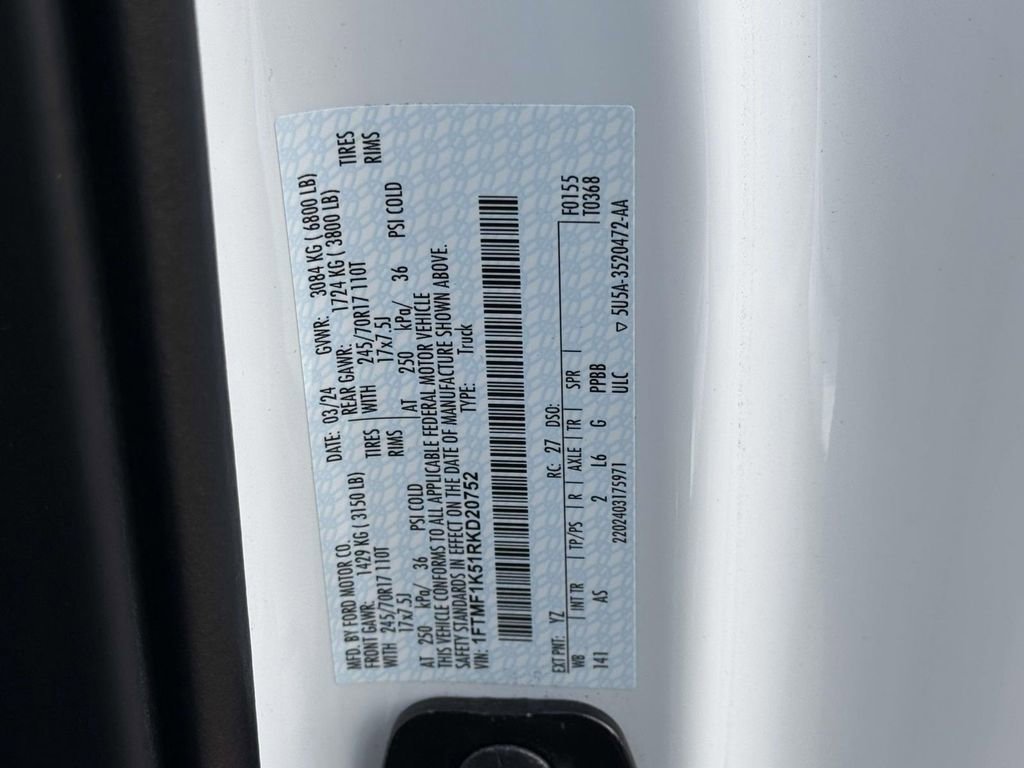 MFD. BY FORD MOTOR CO.
DATE: 03/24 GVWR: 3084 KG ( 6800 LB)
FRONT GAWR: 1429 KG ( 3150 LB)
REAR GAWR: 1724 KG ( 3800 LB)
WITH 245/70R17 110T TIRES
WITH 245/70R17 110T TIRES
17x7.5J RIMS
17x7.5J RIMS
AT 250 kPa/ 36 PSI COLD
AT 250 kPa/ 36 PSI COLD
THIS VEHICLE CONFORMS TO ALL APPLICABLE FEDERAL MOTOR VEHICLE
SAFETY STANDARDS IN EFFECT ON THE DATE OF MANUFACTURE SHOWN ABOVE.
VIN: 1FTMF1K51RKD20752 TYPE: Truck
EXT PNT: YZ RC: 27 DSO: F0155
WB | INT TR | TP/PS | R | AXLE | TR | SPR | T0368
141 AS 2 L6 G PPBB
2202403175971 ULC ▽ 5U5A-3520472-AA